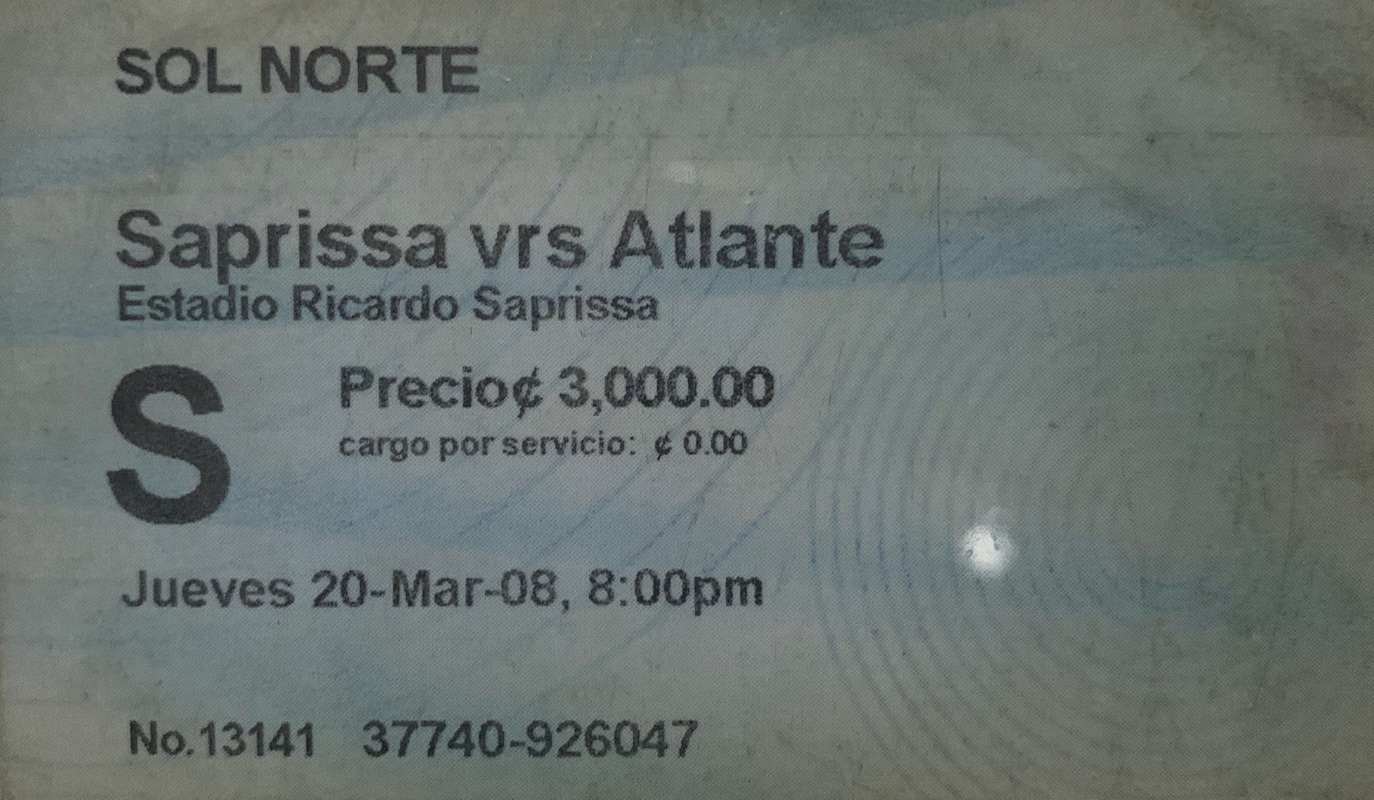 SOL NORTE
Saprissa vrs Atlante
Estadio Ricardo Saprissa
S
Precio¢ 3,000.00
cargo por servicio: ¢ 0.00
Jueves 20-Mar-08, 8:00pm
No.13141 37740-926047